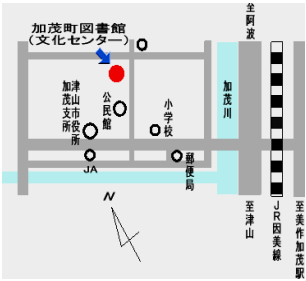 加茂町図書館
(文化センター)
至阿波
津山市役所
加茂支所
公民館
小学校
加茂川
郵便局
JA
N
至津山
JR因美線
至美作加茂駅